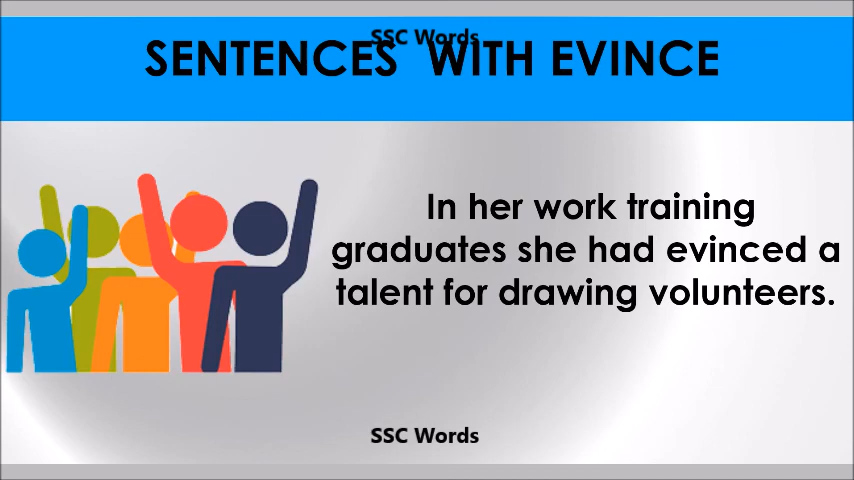 SSC Words
SENTENCES WITH EVINCE
In her work training
graduates she had evinced a
talent for drawing volunteers.
SSC Words